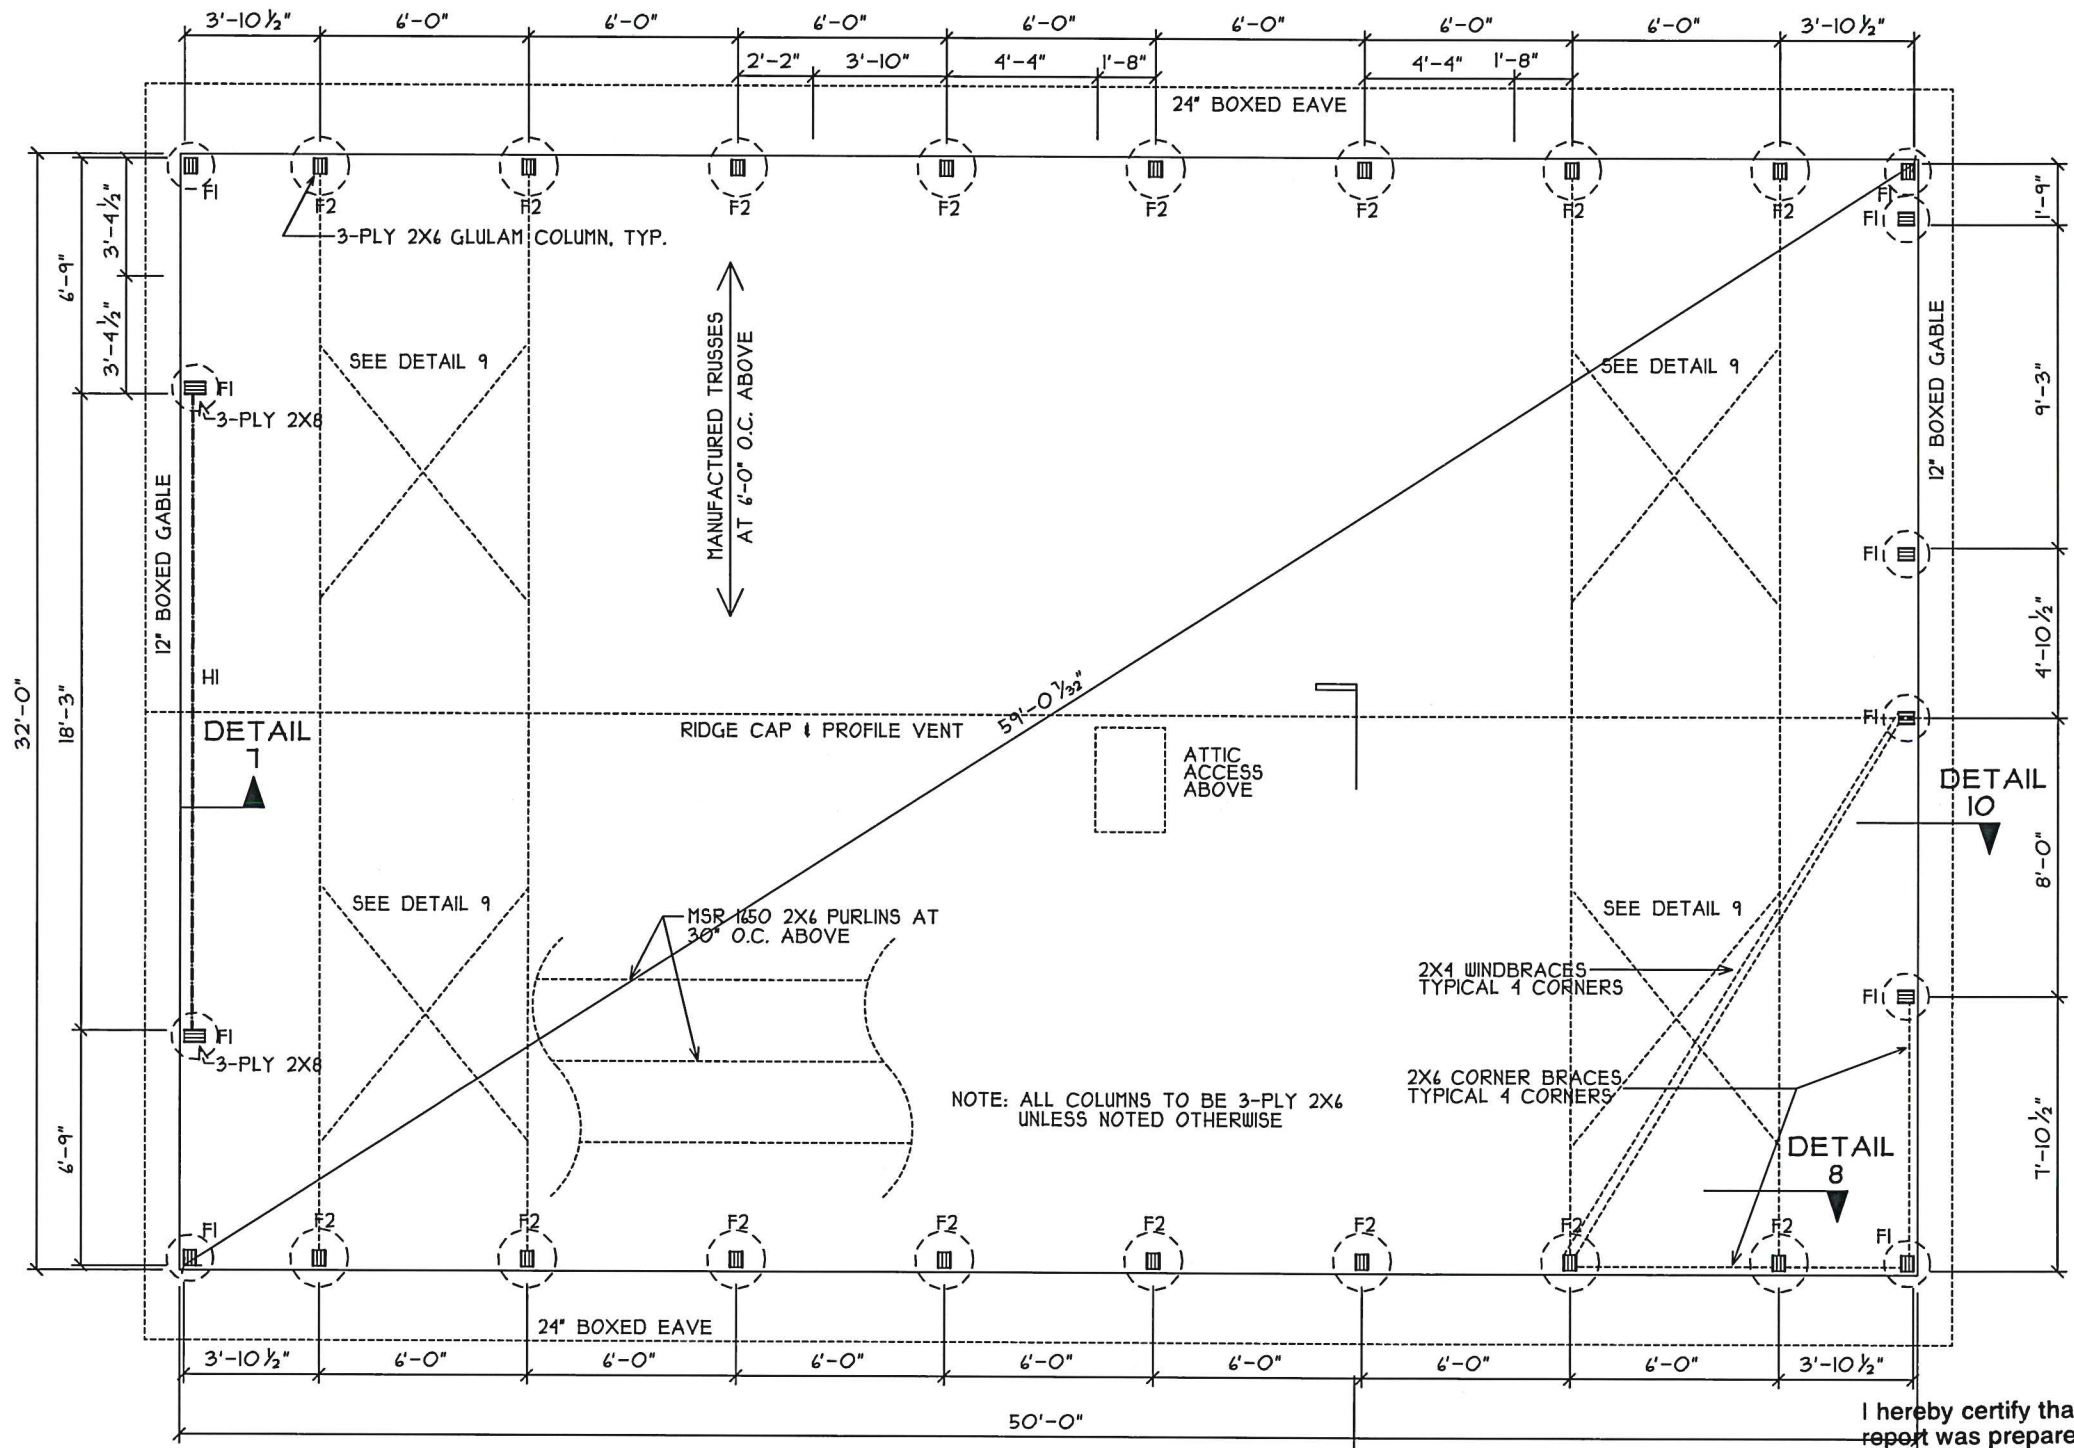 3'-10 ½" 6'-0" 6'-0" 6'-0" 6'-0" 6'-0" 6'-0" 6'-0" 3'-10 ½"
2'-2" 3'-10" 4'-4" 1'-8" 4'-4" 1'-8"
24" BOXED EAVE
F1 F2 F2 F2 F2 F2 F2 F2 F2 F1
F1
1'-9"
3'-PLY 2X6 GLULAM COLUMN, TYP.
3'-4½"
6'-9"
3'-4½"
MANUFACTURED TRUSSES
AT 6'-0" O.C. ABOVE
SEE DETAIL 9
SEE DETAIL 9
12" BOXED GABLE
9'-3"
F1
3-PLY 2X8
12" BOXED GABLE
F1
4'-10½"
32'-0"
18'-3"
H1
DETAIL
7
RIDGE CAP & PROFILE VENT
59'-0 7/32"
F1
ATTIC
ACCESS
ABOVE
DETAIL
10
8'-0"
SEE DETAIL 9
MSR 1650 2X6 PURLINS AT
30" O.C. ABOVE
SEE DETAIL 9
2X4 WINDBRACES
TYPICAL 4 CORNERS
F1
F1
3-PLY 2X8
2X6 CORNER BRACES
TYPICAL 4 CORNERS
NOTE: ALL COLUMNS TO BE 3-PLY 2X6
UNLESS NOTED OTHERWISE
6'-9"
7'-10½"
DETAIL
8
F1 F2 F2 F2 F2 F2 F2 F2 F2 F1
24" BOXED EAVE
3'-10 ½" 6'-0" 6'-0" 6'-0" 6'-0" 6'-0" 6'-0" 6'-0" 3'-10 ½"
50'-0"
I hereby certify tha
report was prepare